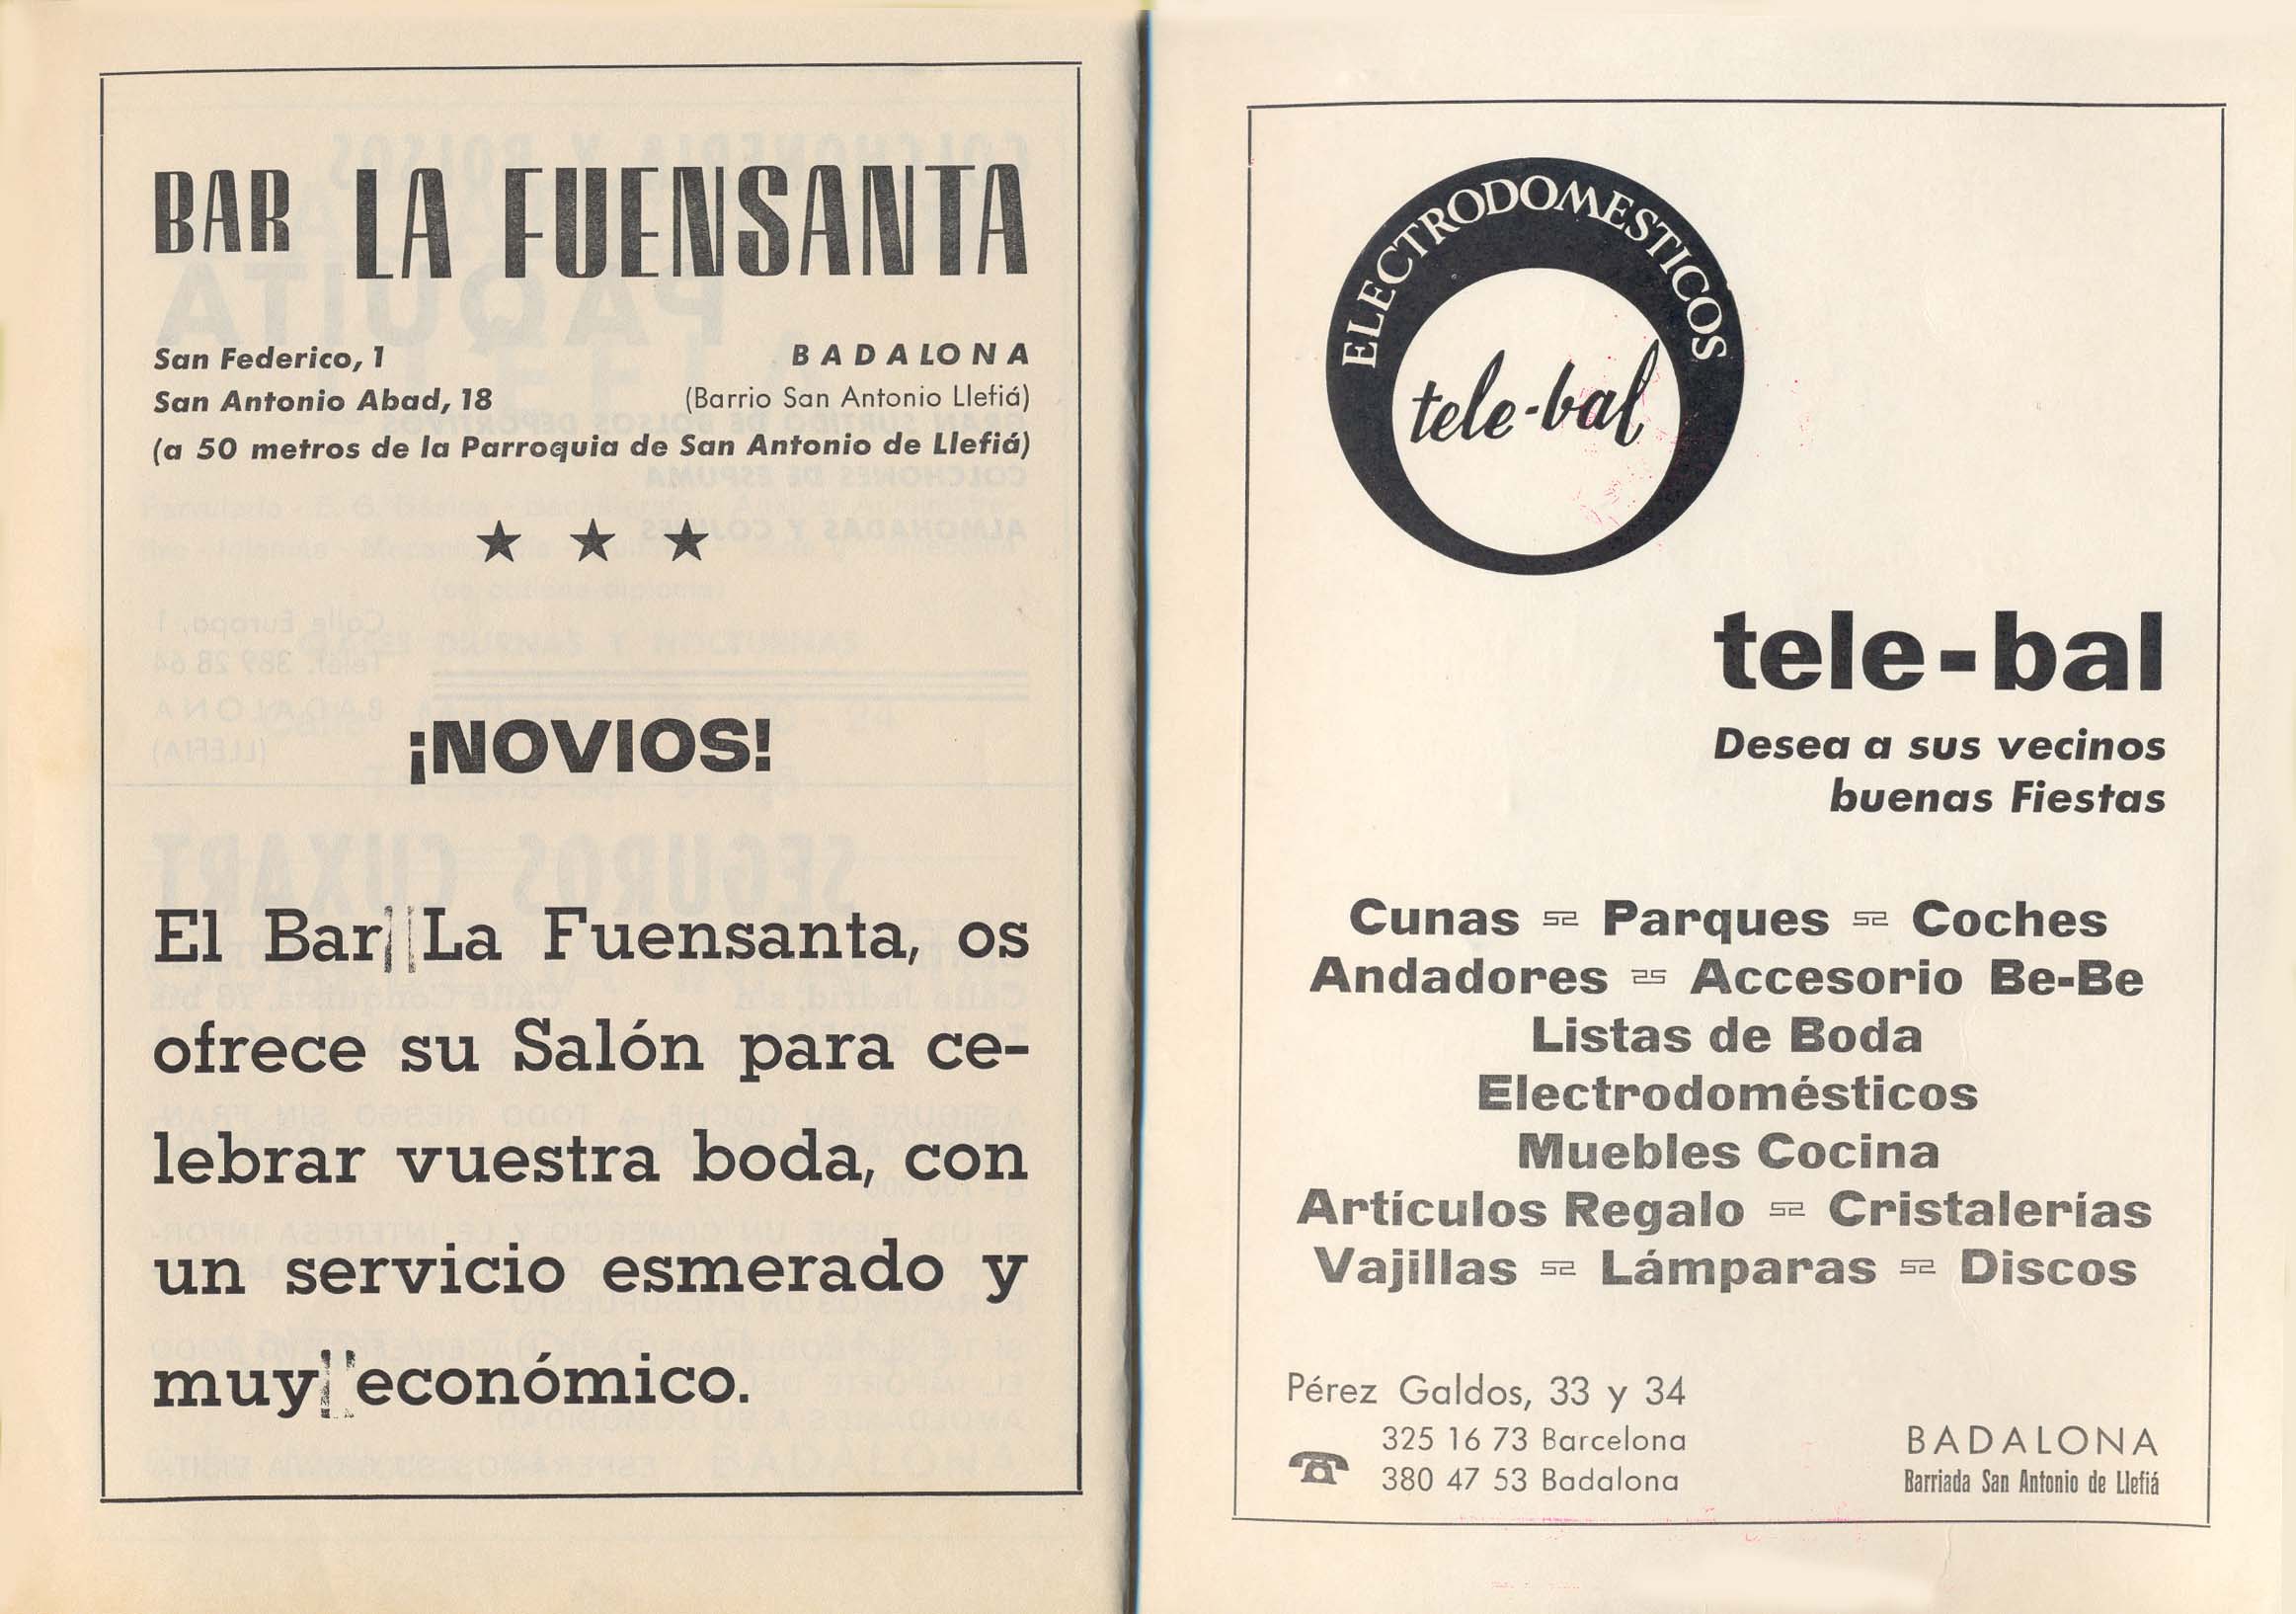 BAR LA FUENSANTA
San Federico, 1
BADALONA
San Antonio Abad, 18
(Barrio San Antonio Llefiá)
(a 50 metros de la Parroquia de San Antonio de Llefiá)
★ ★ ★
¡NOVIOS!
El Bar La Fuensanta, os
ofrece su Salón para ce-
lebrar vuestra boda, con
un servicio esmerado y
muy económico.
ELECTRODOMESTICOS
tele-bal
tele-bal
Desea a sus vecinos
buenas Fiestas
Cunas = Parques = Coches
Andadores = Accesorio Be-Be
Listas de Boda
Electrodomésticos
Muebles Cocina
Artículos Regalo = Cristalerías
Vajillas = Lámparas = Discos
Pérez Galdos, 33 y 34
325 16 73 Barcelona
380 47 53 Badalona
BADALONA
Barriada San Antonio de Llefiá